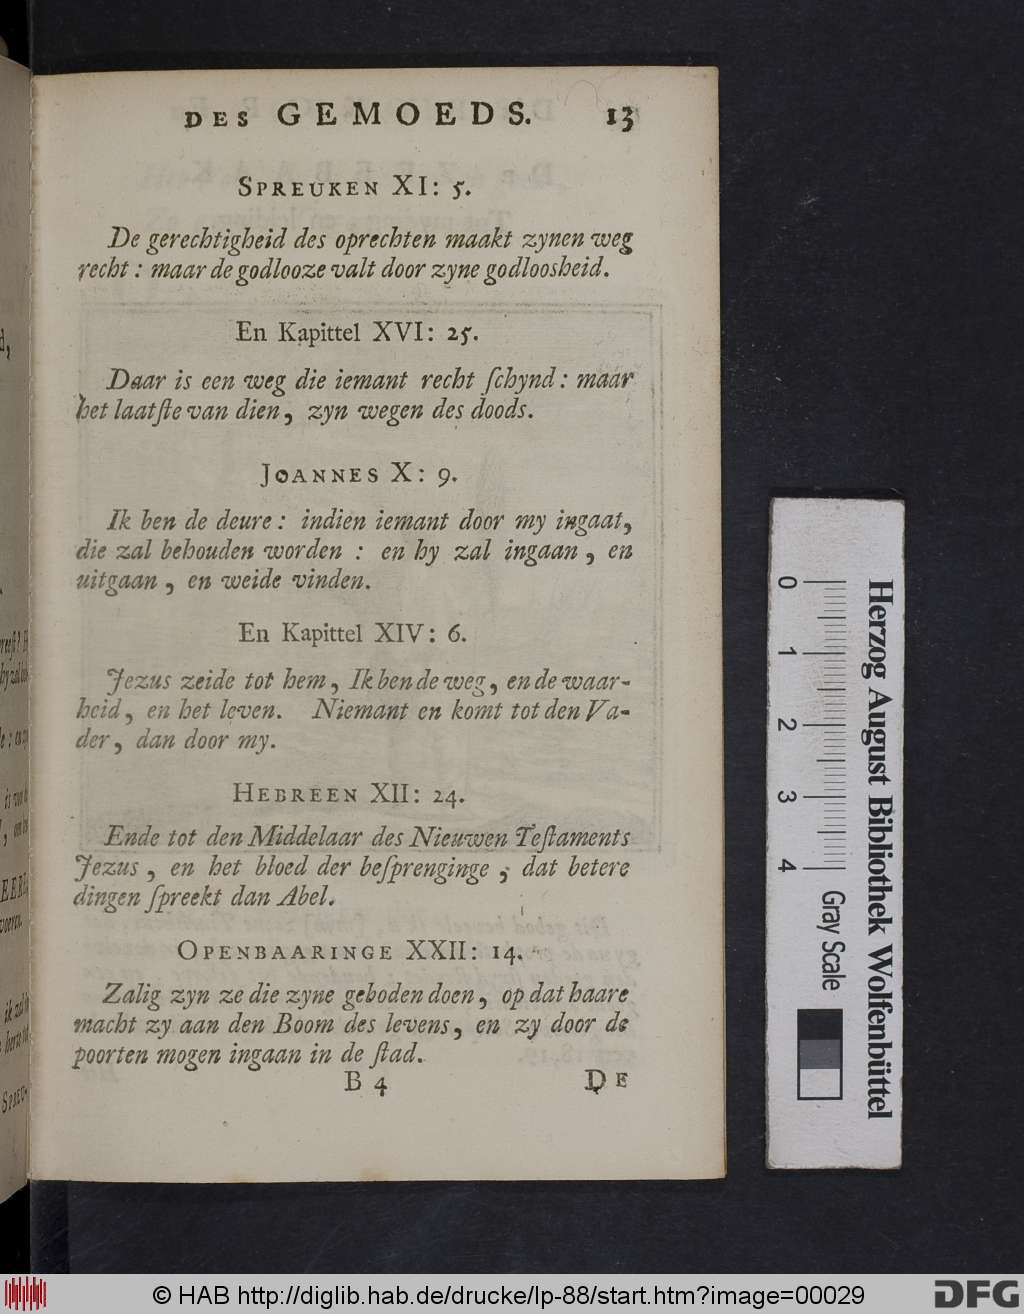 DES GEMOEDS. 13
SPREUKEN XI: 5.
De gerechtigheid des oprechten maakt zynen weg
recht: maar de godlooze valt door zyne godloosheid.
En Kapittel XVI: 25.
Daar is een weg die iemant recht ſchynd: maar
het laatſte van dien, zyn wegen des doods.
JOANNES X: 9.
Ik ben de deure: indien iemant door my ingaat,
die zal behouden worden: en hy zal ingaan, en
uitgaan, en weide vinden.
En Kapittel XIV: 6.
Jezus zeide tot hem, Ik ben de weg, en de waar-
heid, en het leven. Niemant en komt tot den Va-
der, dan door my.
HEBREEN XII: 24.
Ende tot den Middelaar des Nieuwen Teſtaments
Jezus, en het bloed der beſprenginge, dat betere
dingen ſpreekt dan Abel.
OPENBAARINGE XXII: 14.
Zalig zyn ze die zyne geboden doen, op dat haare
macht zy aan den Boom des levens, en zy door de
poorten mogen ingaan in de ſtad.
B 4 DE
Herzog August Bibliothek Wolfenbüttel
0 1 2 3 4 Gray Scale
© HAB http://diglib.hab.de/drucke/lp-88/start.htm?image=00029
DFG